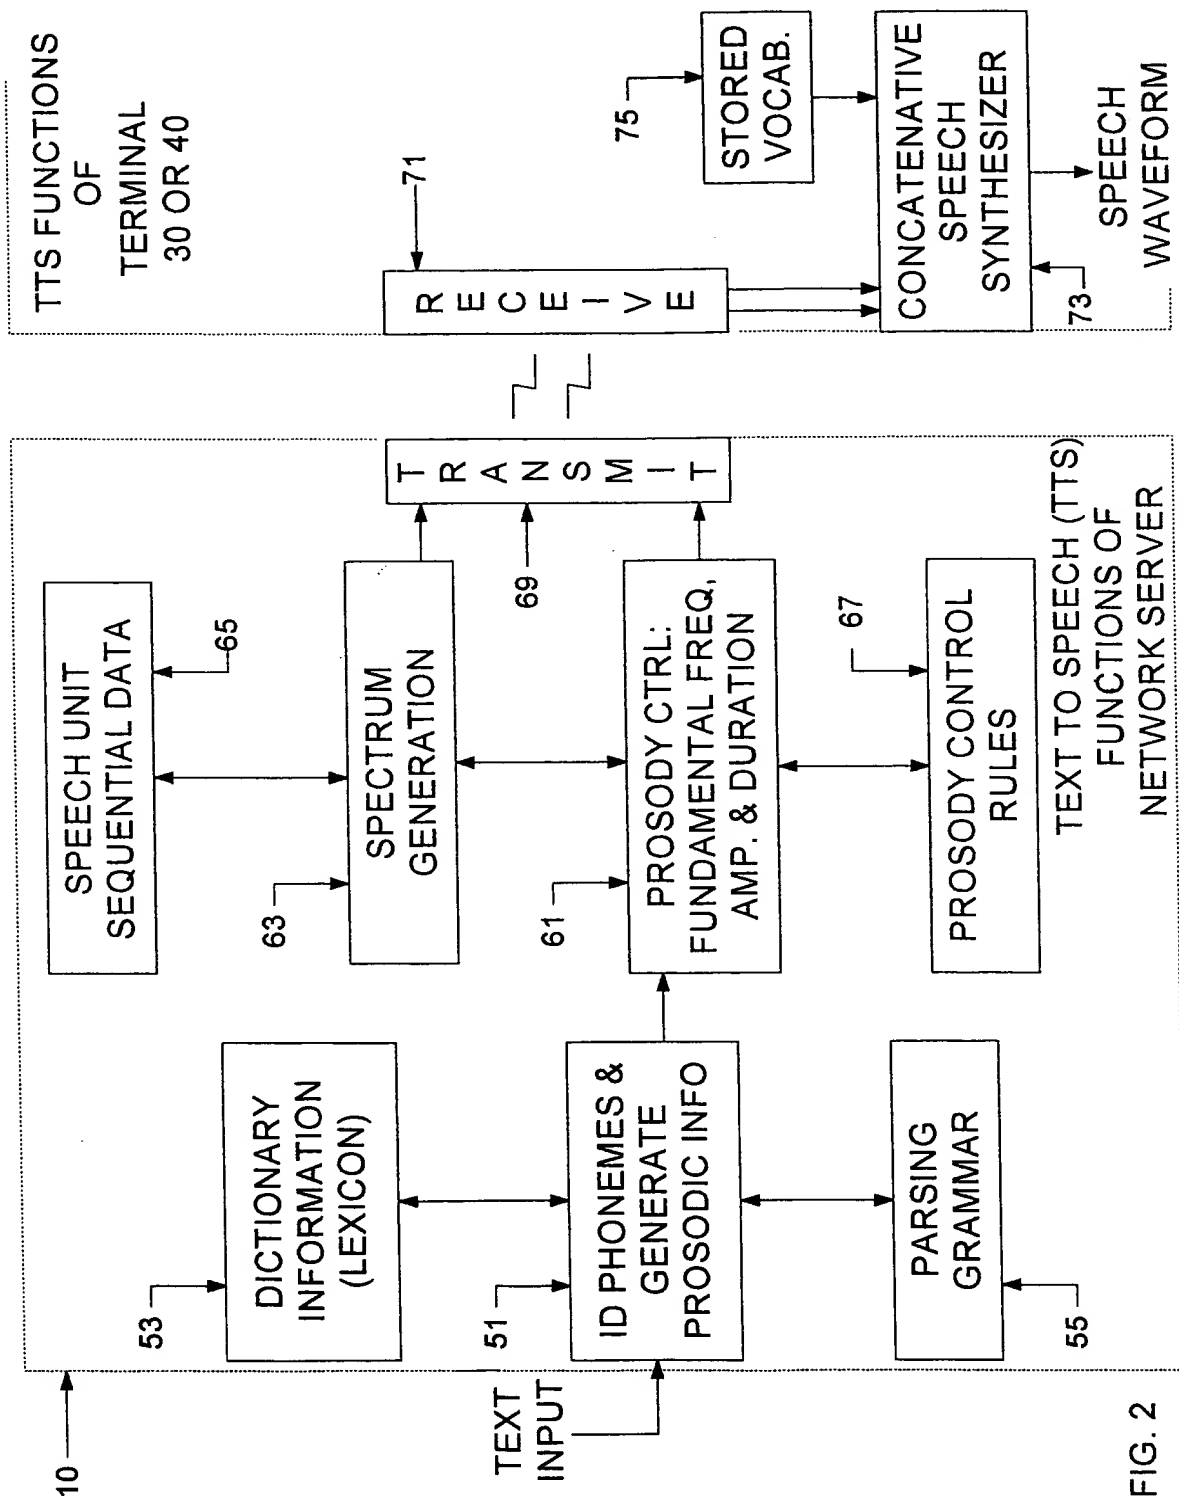 10
TEXT
INPUT
53
DICTIONARY
INFORMATION
(LEXICON)
51
ID PHONEMES &
GENERATE
PROSODIC INFO
PARSING
GRAMMAR
55
SPEECH UNIT
SEQUENTIAL DATA
65
63
SPECTRUM
GENERATION
61
PROSODY CTRL:
FUNDAMENTAL FREQ,
AMP. & DURATION
67
PROSODY CONTROL
RULES
69
TRANSMIT
TEXT TO SPEECH (TTS)
FUNCTIONS OF
NETWORK SERVER
TTS FUNCTIONS
OF
TERMINAL
30 OR 40
71
RECEIVE
75
STORED
VOCAB.
CONCATENATIVE
SPEECH
SYNTHESIZER
73
SPEECH
WAVEFORM
FIG. 2